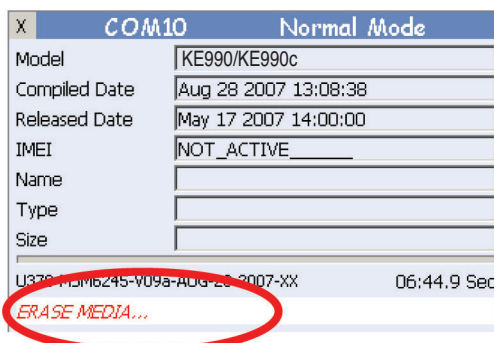 X COM10 Normal Mode
Model KE990/KE990c
Compiled Date Aug 28 2007 13:08:38
Released Date May 17 2007 14:00:00
IMEI NOT_ACTIVE______
Name
Type
Size
06:44.9 Sec
ERASE MEDIA...